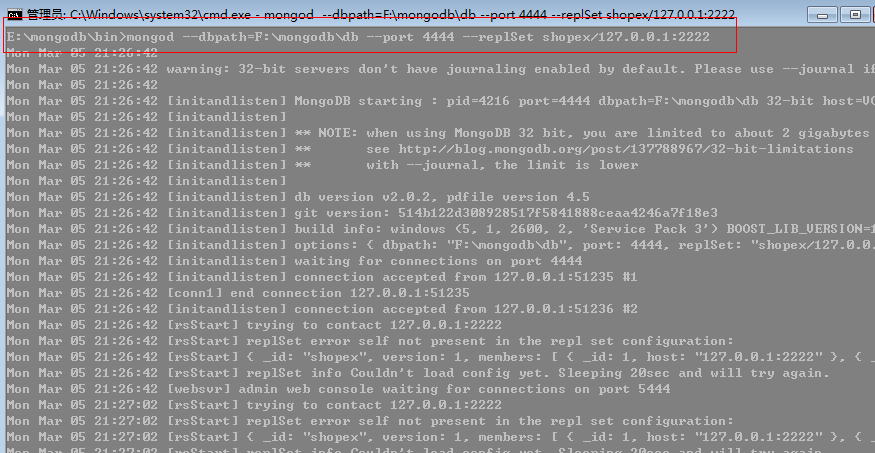 管理员: C:\Windows\system32\cmd.exe - mongod  --dbpath=F:\mongodb\db --port 4444 --replSet shopex/127.0.0.1:2222
E:\mongodb\bin>mongod --dbpath=F:\mongodb\db --port 4444 --replSet shopex/127.0.0.1:2222
Mon Mar 05 21:26:42
Mon Mar 05 21:26:42 warning: 32-bit servers don't have journaling enabled by default. Please use --journal if
Mon Mar 05 21:26:42
Mon Mar 05 21:26:42 [initandlisten] MongoDB starting : pid=4216 port=4444 dbpath=F:\mongodb\db 32-bit host=VC
Mon Mar 05 21:26:42 [initandlisten]
Mon Mar 05 21:26:42 [initandlisten] ** NOTE: when using MongoDB 32 bit, you are limited to about 2 gigabytes
Mon Mar 05 21:26:42 [initandlisten] **       see http://blog.mongodb.org/post/137788967/32-bit-limitations
Mon Mar 05 21:26:42 [initandlisten] **       with --journal, the limit is lower
Mon Mar 05 21:26:42 [initandlisten]
Mon Mar 05 21:26:42 [initandlisten] db version v2.0.2, pdfile version 4.5
Mon Mar 05 21:26:42 [initandlisten] git version: 514b122d308928517f5841888ceaa4246a7f18e3
Mon Mar 05 21:26:42 [initandlisten] build info: windows (5, 1, 2600, 2, 'Service Pack 3') BOOST_LIB_VERSION=1
Mon Mar 05 21:26:42 [initandlisten] options: { dbpath: "F:\mongodb\db", port: 4444, replSet: "shopex/127.0.0.
Mon Mar 05 21:26:42 [initandlisten] waiting for connections on port 4444
Mon Mar 05 21:26:42 [initandlisten] connection accepted from 127.0.0.1:51235 #1
Mon Mar 05 21:26:42 [conn1] end connection 127.0.0.1:51235
Mon Mar 05 21:26:42 [initandlisten] connection accepted from 127.0.0.1:51236 #2
Mon Mar 05 21:26:42 [rsStart] trying to contact 127.0.0.1:2222
Mon Mar 05 21:26:42 [rsStart] replSet error self not present in the repl set configuration:
Mon Mar 05 21:26:42 [rsStart] { _id: "shopex", version: 1, members: [ { _id: 1, host: "127.0.0.1:2222" }, { _
Mon Mar 05 21:26:42 [rsStart] replSet info Couldn't load config yet. Sleeping 20sec and will try again.
Mon Mar 05 21:26:42 [websvr] admin web console waiting for connections on port 5444
Mon Mar 05 21:27:02 [rsStart] trying to contact 127.0.0.1:2222
Mon Mar 05 21:27:02 [rsStart] replSet error self not present in the repl set configuration:
Mon Mar 05 21:27:02 [rsStart] { _id: "shopex", version: 1, members: [ { _id: 1, host: "127.0.0.1:2222" }, { _
Mon Mar 05 21:27:02 [rsStart] replSet info Couldn't load config yet. Sleeping 20sec and will try again